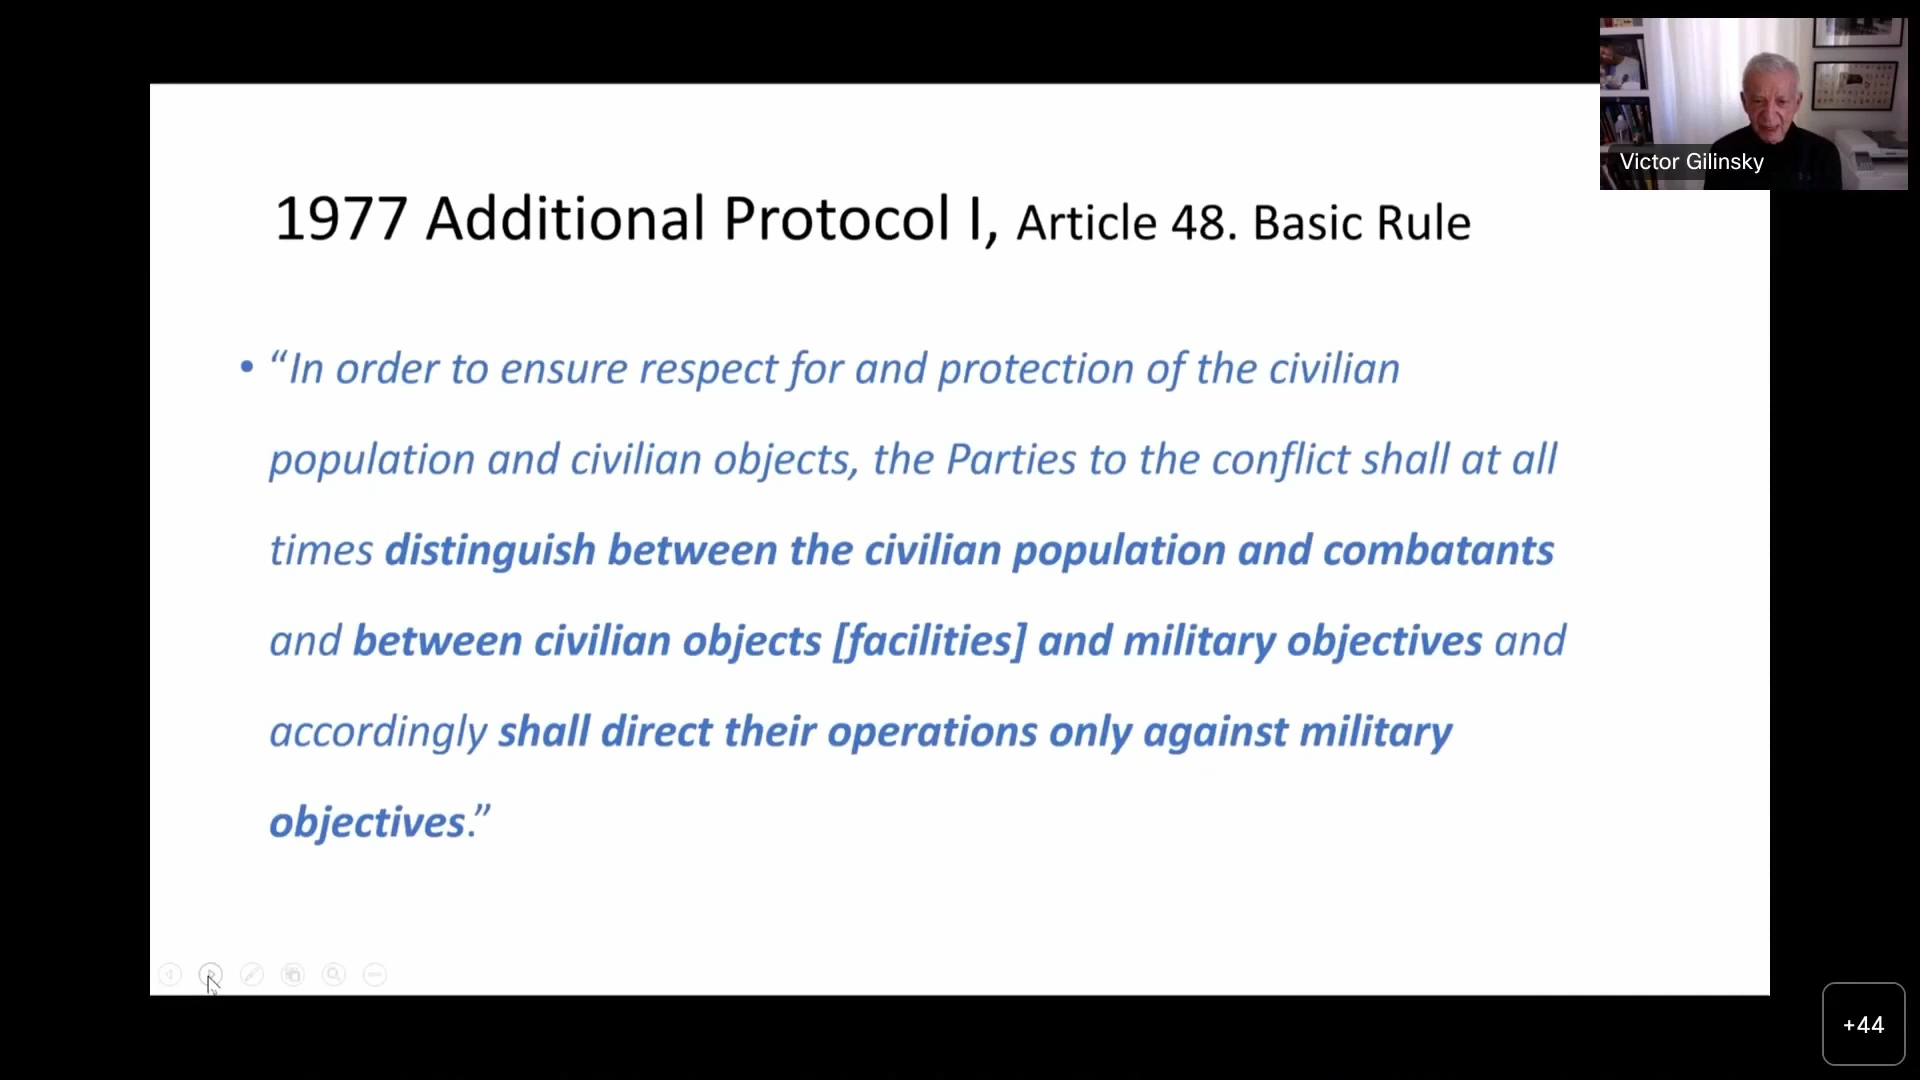 Victor Gilinsky
1977 Additional Protocol I, Article 48. Basic Rule
• “In order to ensure respect for and protection of the civilian
population and civilian objects, the Parties to the conflict shall at all
times distinguish between the civilian population and combatants
and between civilian objects [facilities] and military objectives and
accordingly shall direct their operations only against military
objectives.”
+44